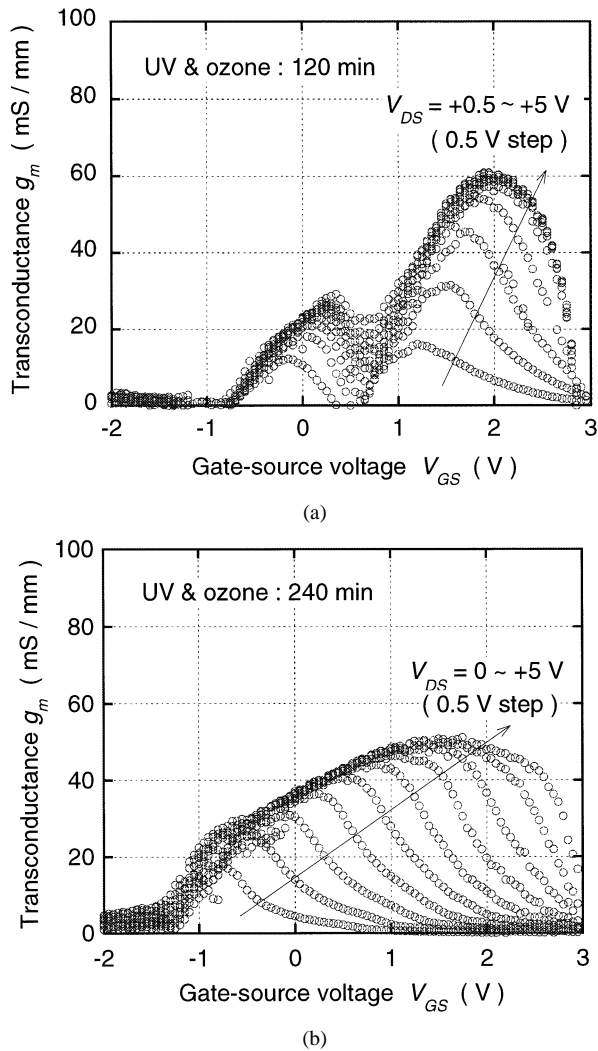 100
80
60
40
20
0
Transconductance gm ( mS / mm )
UV & ozone : 120 min
VDS = +0.5 ~ +5 V
( 0.5 V step )
-2 -1 0 1 2 3
Gate-source voltage VGS ( V )
(a)
100
80
60
40
20
0
Transconductance gm ( mS / mm )
UV & ozone : 240 min
VDS = 0 ~ +5 V
( 0.5 V step )
-2 -1 0 1 2 3
Gate-source voltage VGS ( V )
(b)